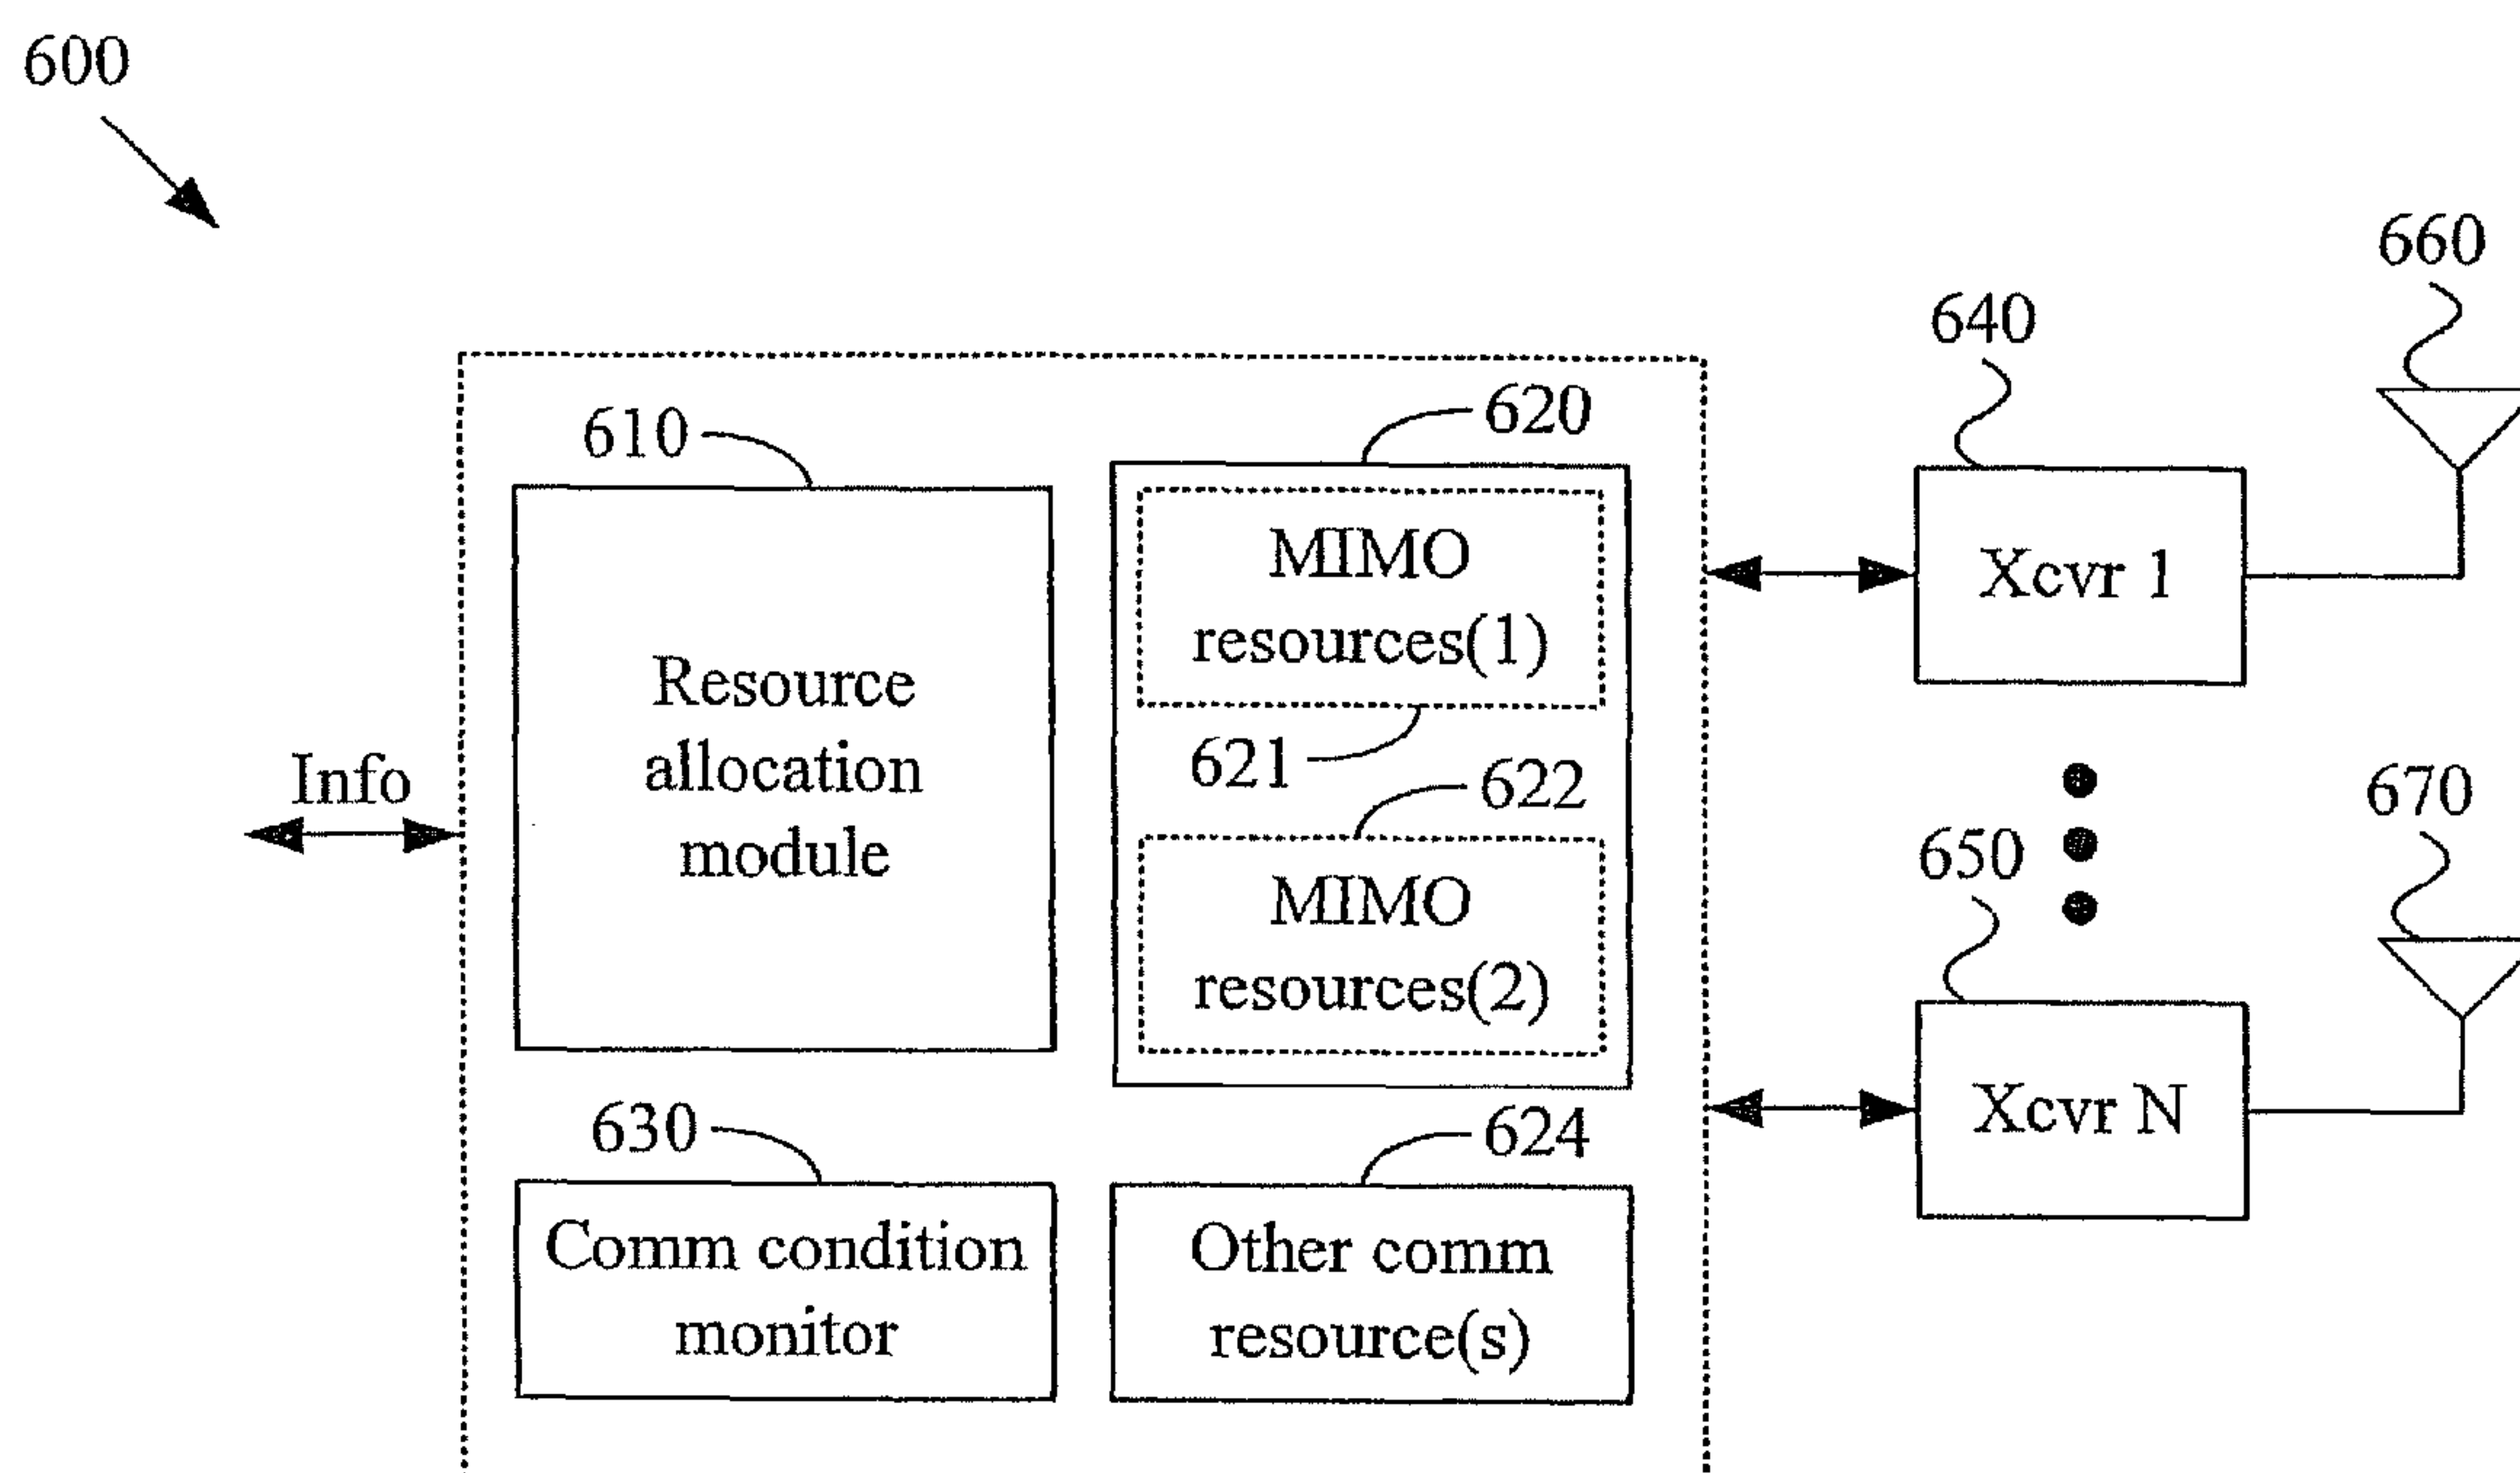 600
660
640
620
610
MIMO
resources(1)
Xcvr 1
Resource
allocation
module
621
622
Info
670
650
MIMO
resources(2)
Xcvr N
630
624
Comm condition
monitor
Other comm
resource(s)